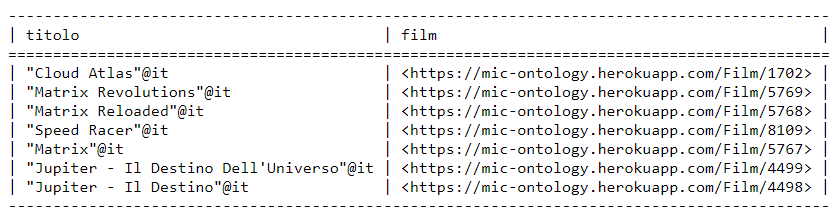 | titolo | film |
| "Cloud Atlas"@it | <https://mic-ontology.herokuapp.com/Film/1702> |
| "Matrix Revolutions"@it | <https://mic-ontology.herokuapp.com/Film/5769> |
| "Matrix Reloaded"@it | <https://mic-ontology.herokuapp.com/Film/5768> |
| "Speed Racer"@it | <https://mic-ontology.herokuapp.com/Film/8109> |
| "Matrix"@it | <https://mic-ontology.herokuapp.com/Film/5767> |
| "Jupiter - Il Destino Dell'Universo"@it | <https://mic-ontology.herokuapp.com/Film/4499> |
| "Jupiter - Il Destino"@it | <https://mic-ontology.herokuapp.com/Film/4498> |